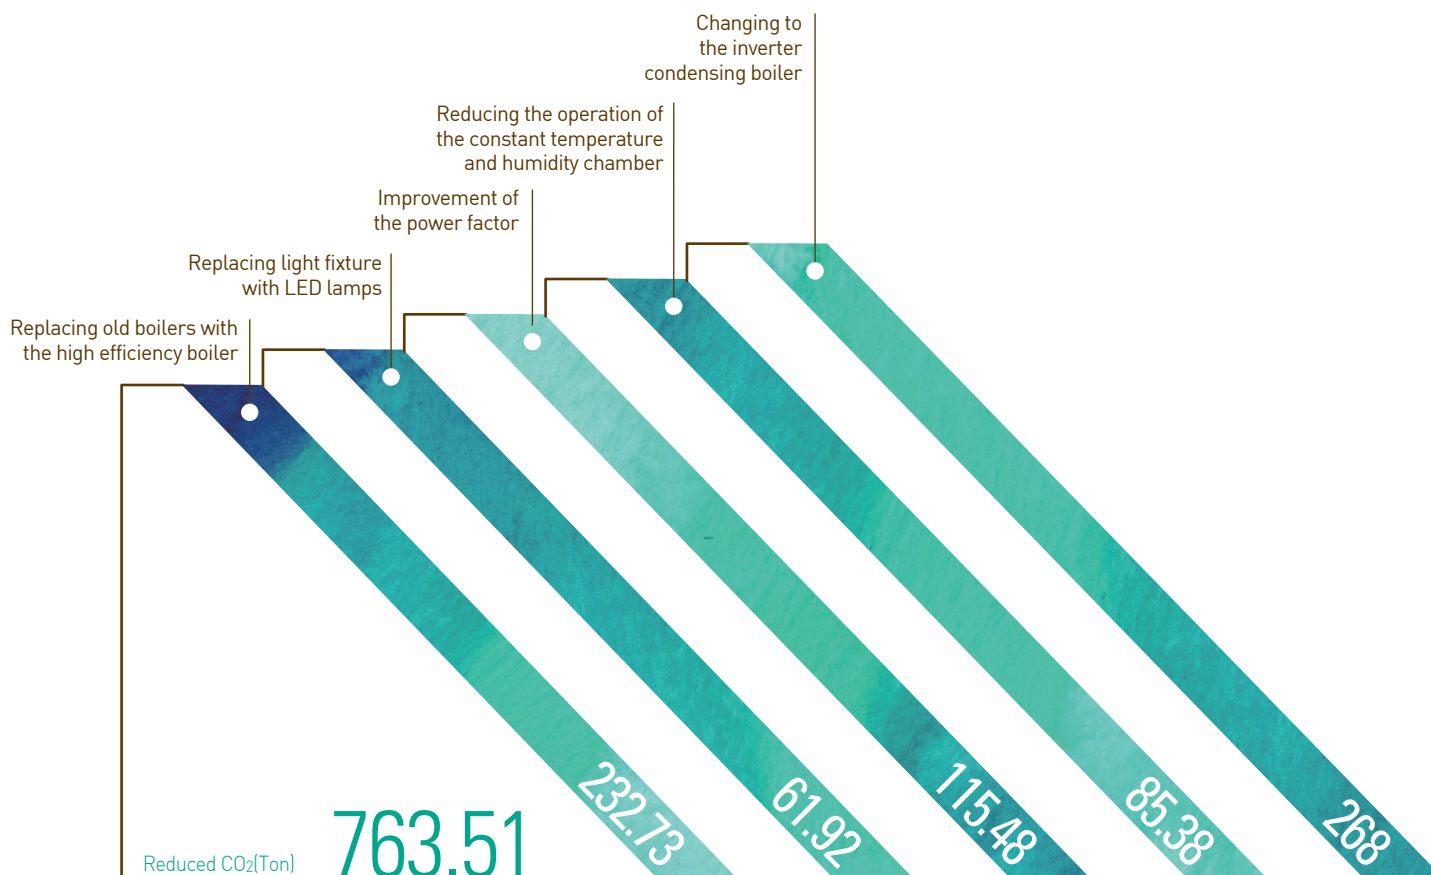 Changing to
the inverter
condensing boiler
Reducing the operation of
the constant temperature
and humidity chamber
Improvement of
the power factor
Replacing light fixture
with LED lamps
Replacing old boilers with
the high efficiency boiler
232.73
61.92
115.48
85.38
268
Reduced CO2(Ton)
763.51